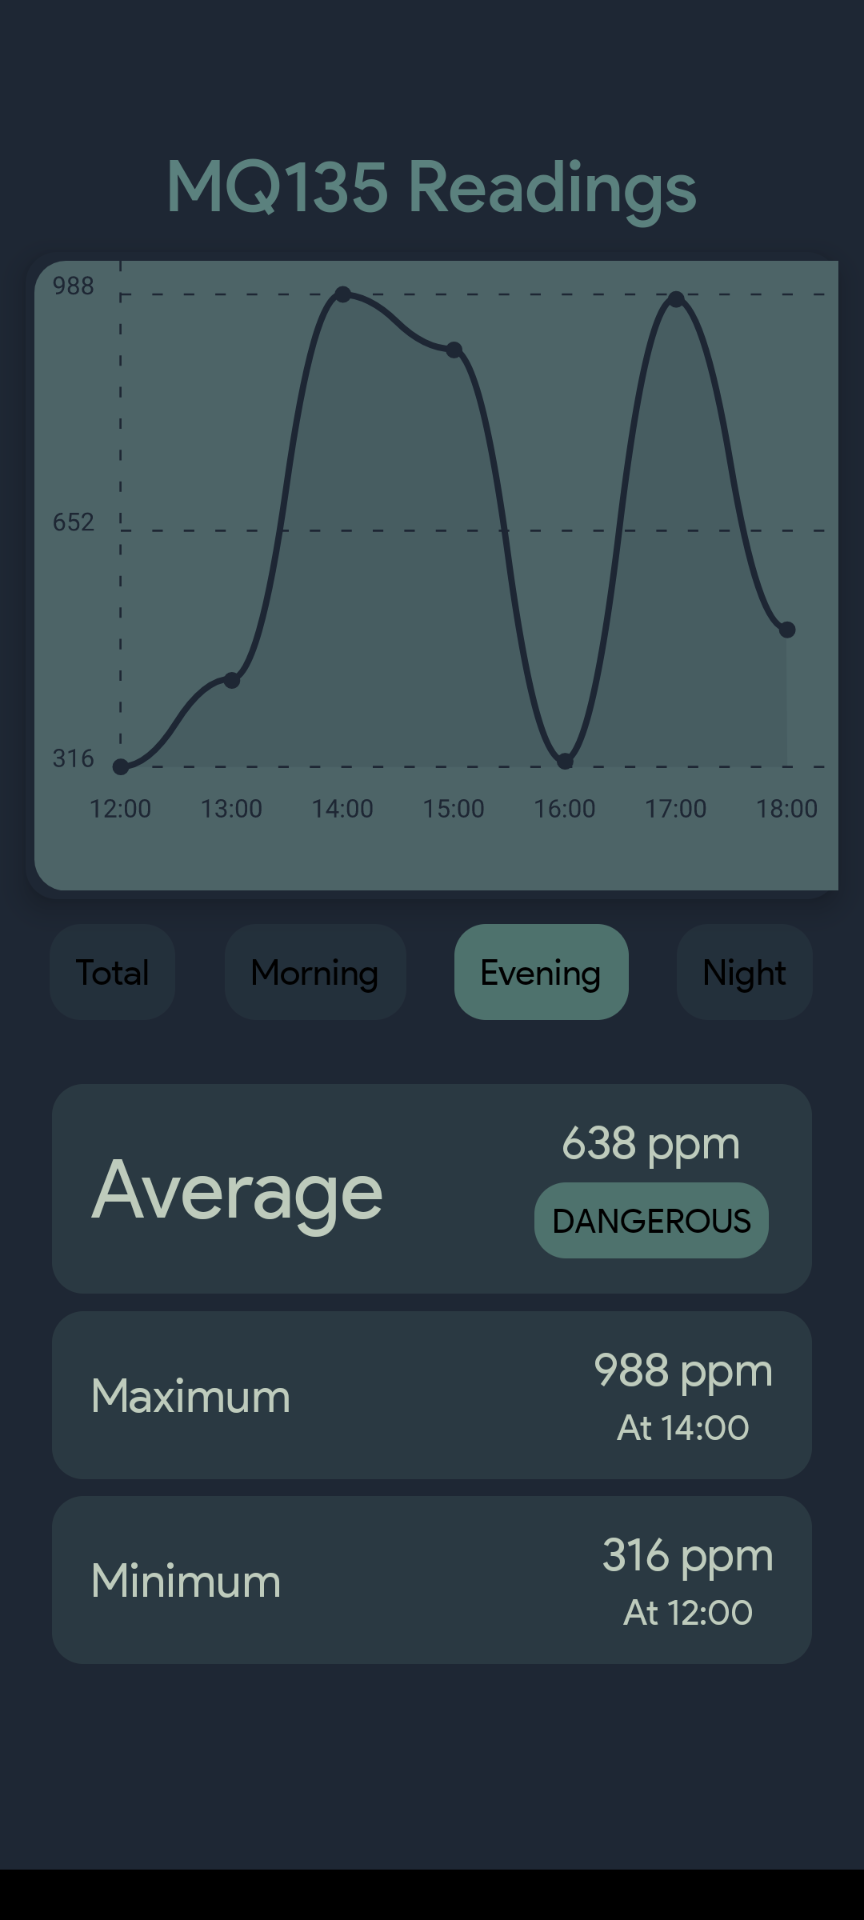 MQ135 Readings
988
652
316
12:00 13:00 14:00 15:00 16:00 17:00 18:00
Total Morning Evening Night
Average
638 ppm
DANGEROUS
Maximum
988 ppm
At 14:00
Minimum
316 ppm
At 12:00